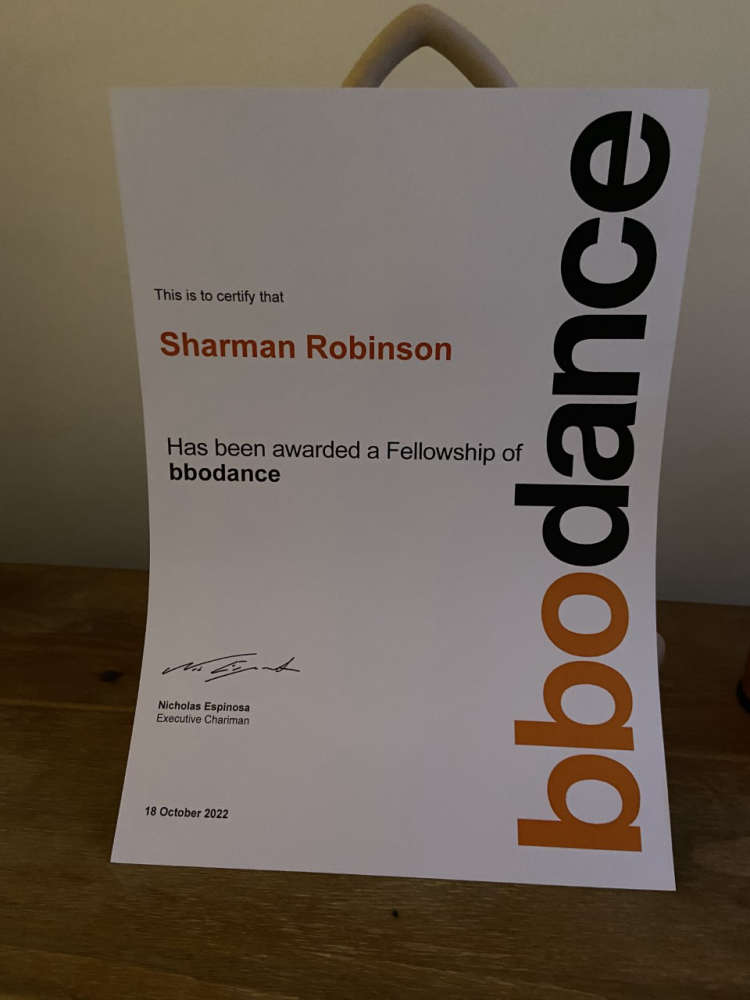 This is to certify that
Sharman Robinson
Has been awarded a Fellowship of
bbodance
Nicholas Espinosa
Executive Chariman
18 October 2022
bbodance